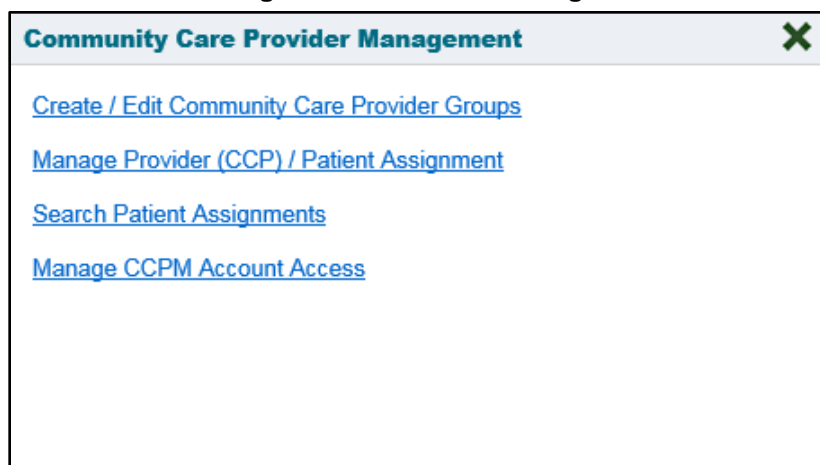 Community Care Provider Management
Create / Edit Community Care Provider Groups
Manage Provider (CCP) / Patient Assignment
Search Patient Assignments
Manage CCPM Account Access